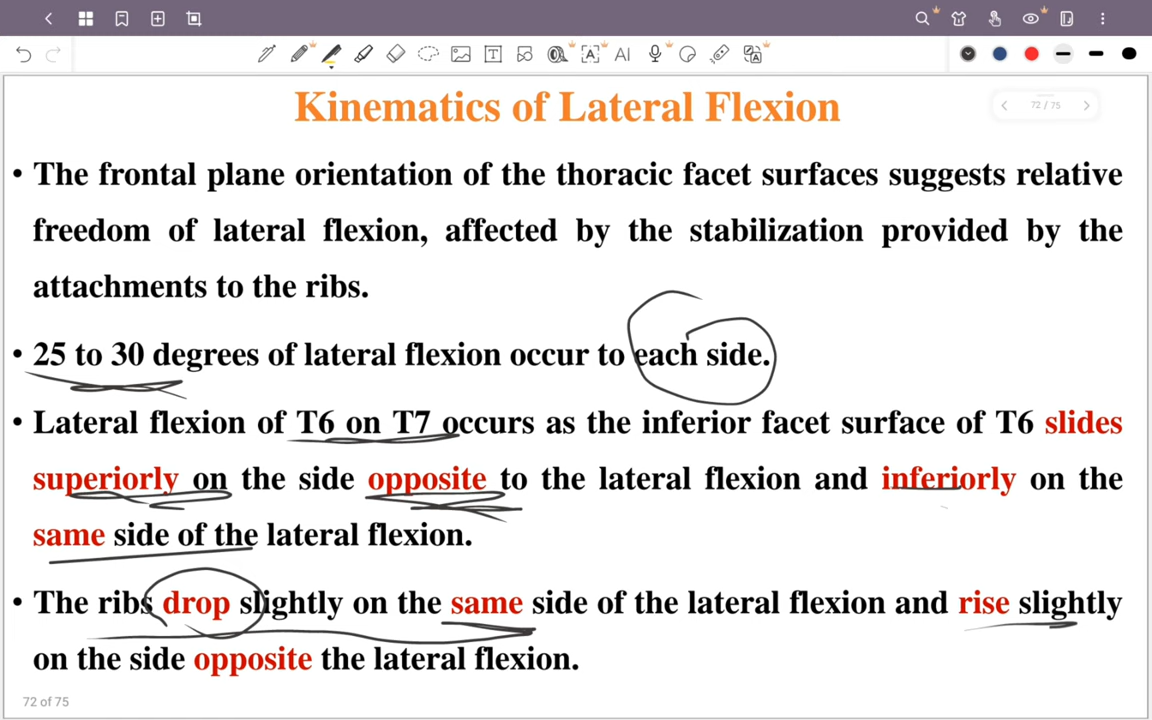 AI
Kinematics of Lateral Flexion
72 / 75
• The frontal plane orientation of the thoracic facet surfaces suggests relative
freedom of lateral flexion, affected by the stabilization provided by the
attachments to the ribs.
• 25 to 30 degrees of lateral flexion occur to each side.
• Lateral flexion of T6 on T7 occurs as the inferior facet surface of T6 slides
superiorly on the side opposite to the lateral flexion and inferiorly on the
same side of the lateral flexion.
• The ribs drop slightly on the same side of the lateral flexion and rise slightly
on the side opposite the lateral flexion.
72 of 75